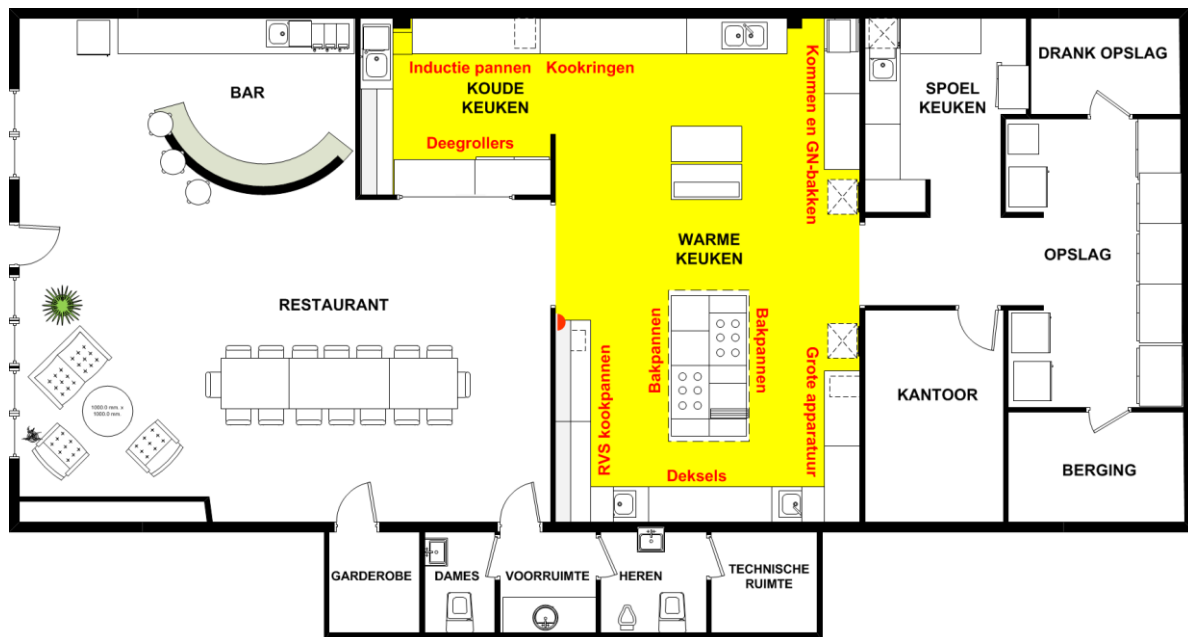 BAR
Inductie pannen
Kookringen
KOUDE
KEUKEN
Deegrollers
Kommen en GN-bakken
SPOEL
KEUKEN
DRANK OPSLAG
WARME
KEUKEN
OPSLAG
RESTAURANT
1000.0 mm. x
1000.0 mm.
RVS kookpannen
Bakpannen
Bakpannen
Grote apparatuur
Deksels
KANTOOR
BERGING
GARDEROBE
DAMES
VOORRUIMTE
HEREN
TECHNISCHE
RUIMTE